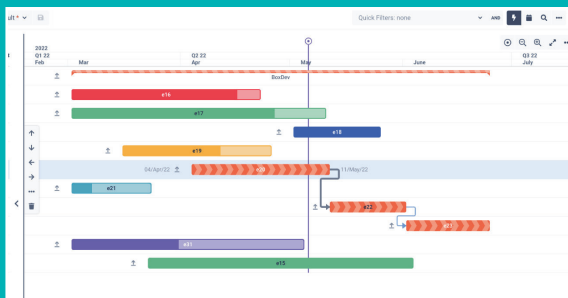 ult * Quick Filters: none AND
2022
Q1 22 Q2 22 Q3 22
Feb Mar Apr May June July
BoxDev
e16
e17
e18
e19
04/Apr/22 e20 11/May/22
e21
e22
e23
e31
e15